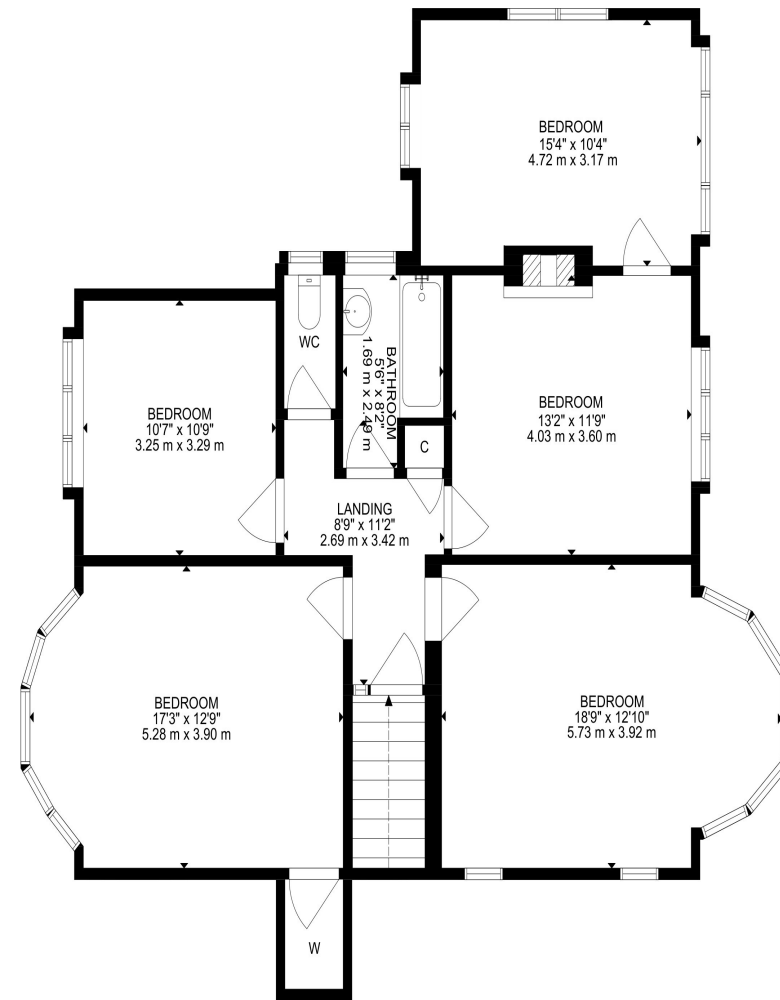 BEDROOM
15'4" x 10'4"
4.72 m x 3.17 m
WC
BATHROOM
5'6" x 8'2"
1.69 m x 2.49 m
BEDROOM
10'7" x 10'9"
3.25 m x 3.29 m
BEDROOM
13'2" x 11'9"
4.03 m x 3.60 m
C
LANDING
8'9" x 11'2"
2.69 m x 3.42 m
BEDROOM
17'3" x 12'9"
5.28 m x 3.90 m
BEDROOM
18'9" x 12'10"
5.73 m x 3.92 m
W